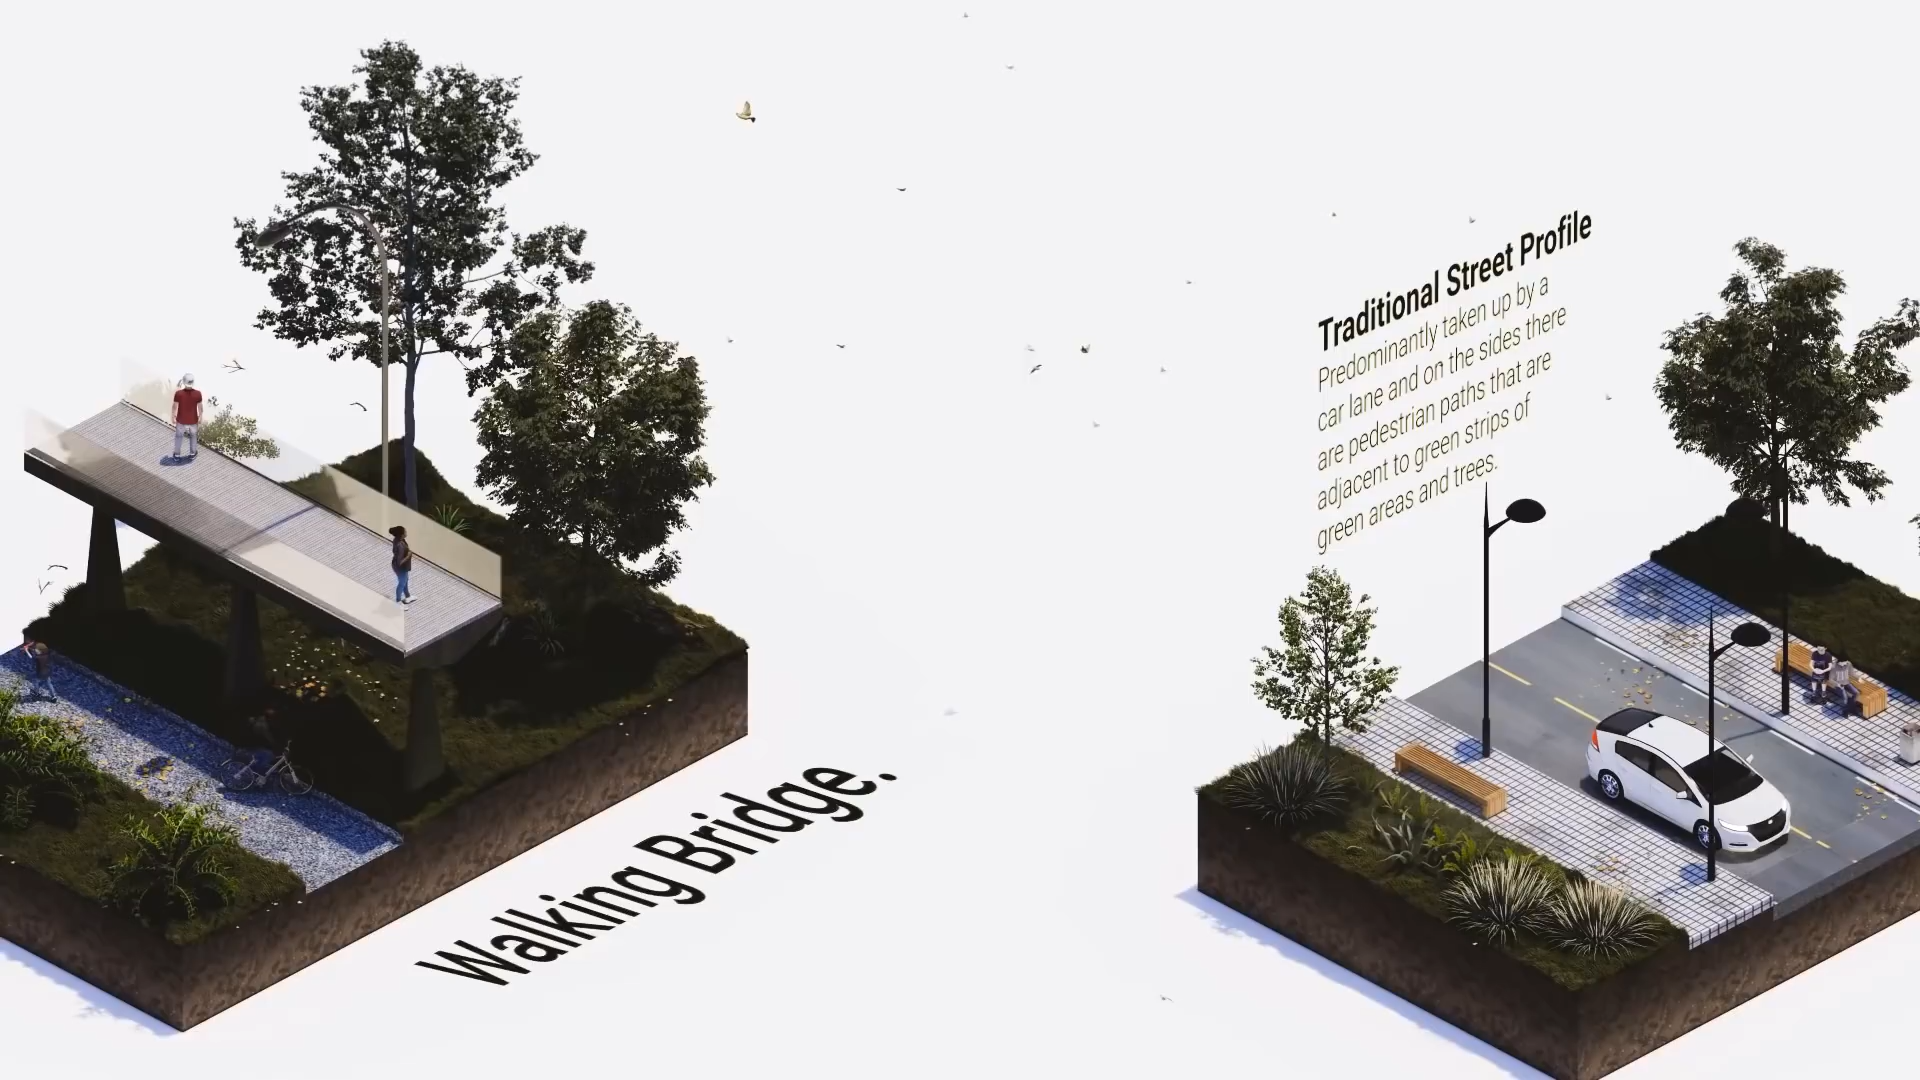 Walking Bridge.
Traditional Street Profile
Predominantly taken up by a
car lane and on the sides there
are pedestrian paths that are
adjacent to green strips of
green areas and trees.